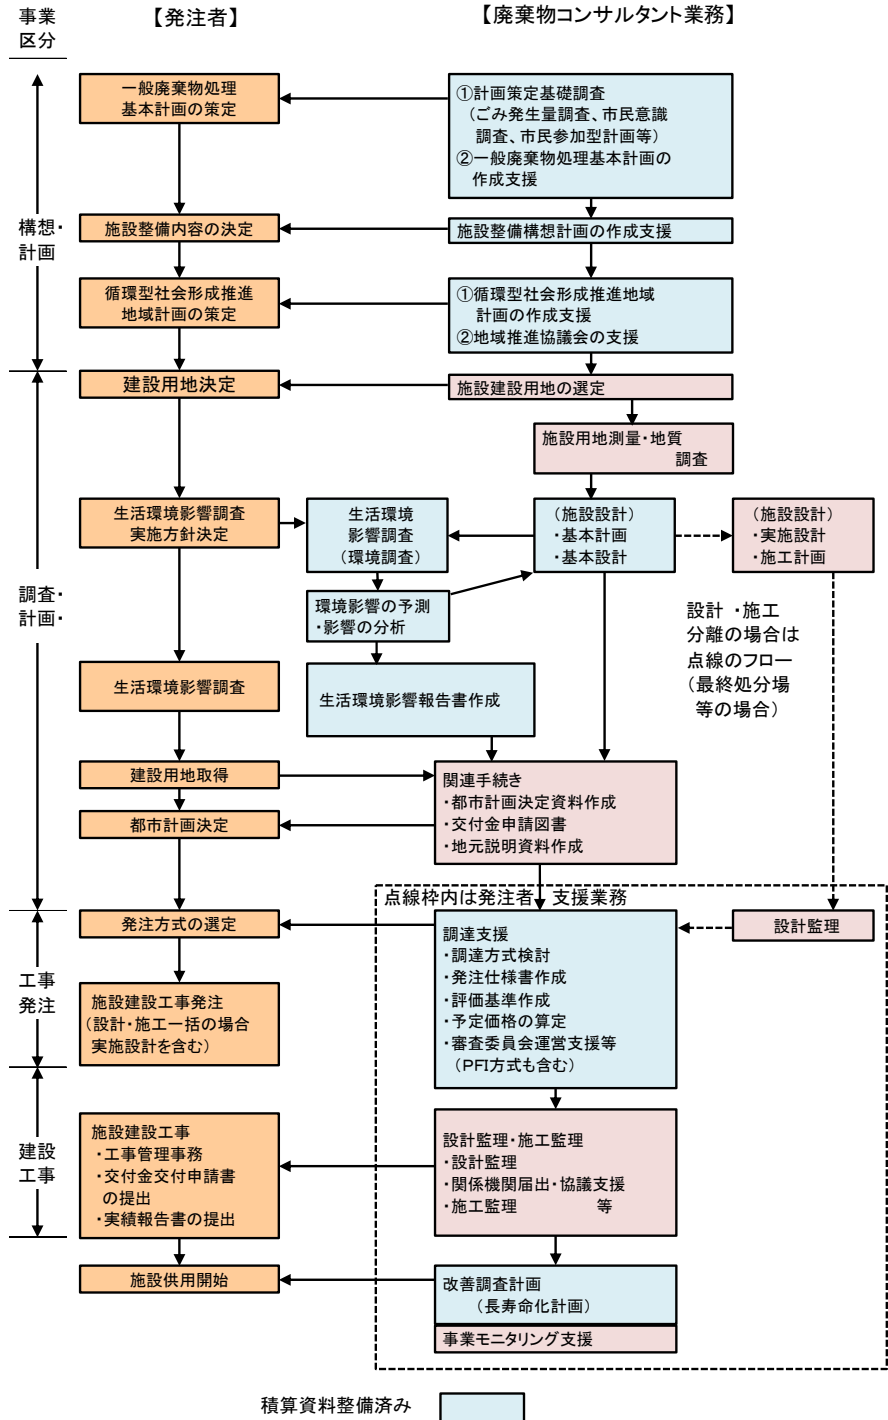 事業
区分
【発注者】
【廃棄物コンサルタント業務】
構想・
計画
一般廃棄物処理
基本計画の策定
①計画策定基礎調査
(ごみ発生量調査、市民意識
調査、市民参加型計画等)
②一般廃棄物処理基本計画の
作成支援
施設整備内容の決定
施設整備構想計画の作成支援
循環型社会形成推進
地域計画の策定
①循環型社会形成推進地域
計画の作成支援
②地域推進協議会の支援
調査・
計画・
建設用地決定
施設建設用地の選定
施設用地測量・地質
調査
生活環境影響調査
実施方針決定
生活環境
影響調査
(環境調査)
(施設設計)
・基本計画
・基本設計
(施設設計)
・実施設計
・施工計画
環境影響の予測
・影響の分析
設計 ・施工
分離の場合は
点線のフロー
(最終処分場
等の場合)
生活環境影響調査
生活環境影響報告書作成
建設用地取得
関連手続き
・都市計画決定資料作成
・交付金申請図書
・地元説明資料作成
都市計画決定
点線枠内は発注者 支援業務
工事
発注
発注方式の選定
調達支援
・調達方式検討
・発注仕様書作成
・評価基準作成
・予定価格の算定
・審査委員会運営支援等
(PFI方式も含む)
設計監理
施設建設工事発注
(設計・施工一括の場合
実施設計を含む)
建設
工事
施設建設工事
・工事管理事務
・交付金交付申請書
の提出
・実績報告書の提出
設計監理・施工監理
・設計監理
・関係機関届出・協議支援
・施工監理 等
施設供用開始
改善調査計画
(長寿命化計画)
事業モニタリング支援
積算資料整備済み